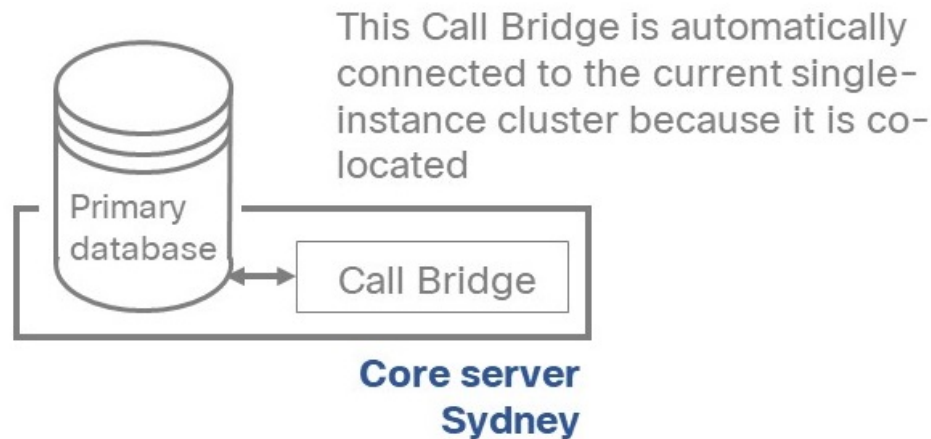 This Call Bridge is automatically
connected to the current single-
instance cluster because it is co-
located
Primary
database
Call Bridge
Core server
Sydney